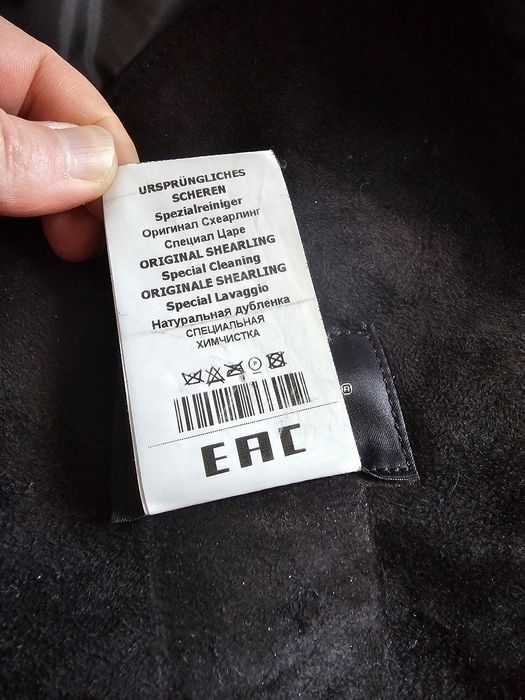 URSPRÜNGLICHES
SCHEREN
Spezialreiniger
Оригинал Схеарлинг
Специал Царе
ORIGINAL SHEARLING
Special Cleaning
ORIGINALE SHEARLING
Special Lavaggio
Натуральная дубленка
СПЕЦИАЛЬНАЯ
ХИМЧИСТКА
P
EAC
®